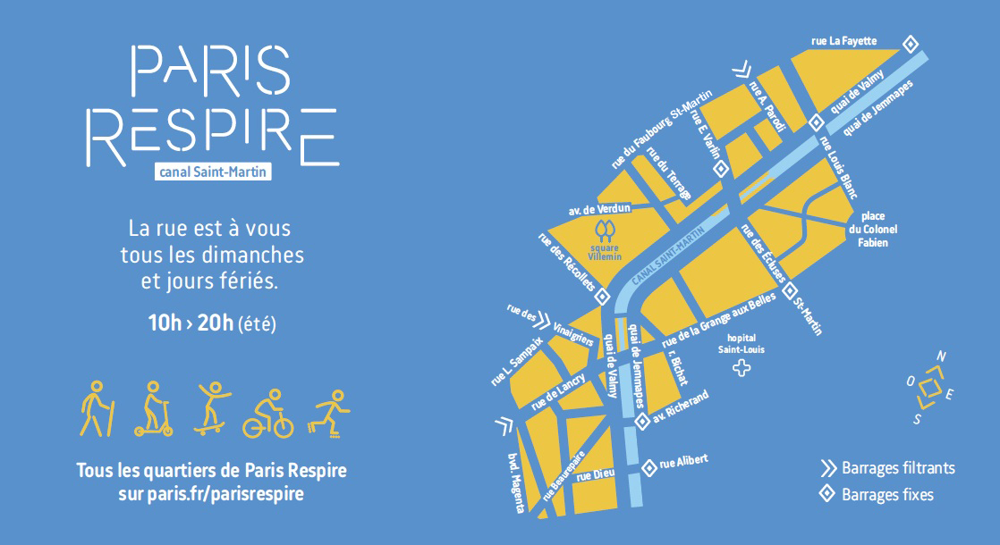 PARIS
RESPIRE
canal Saint-Martin
La rue est à vous
tous les dimanches
et jours fériés.
10h › 20h (été)
Tous les quartiers de Paris Respire
sur paris.fr/parisrespire
rue La Fayette
quai de Valmy
quai de Jemmapes
rue A. Parodi
rue du Faubourg St-Martin
rue E. Varlin
rue du Terrage
rue Louis Blanc
av. de Verdun
square
Villemin
place
du Colonel
Fabien
rue des Récollets
CANAL SAINT-MARTIN
rue des Écluses
St-Martin
rue des
Vinaigriers
rue de la Grange aux Belles
hopital
Saint-Louis
rue L. Sampaix
quai de Valmy
quai de Jemmapes
r. Bichat
rue de Lancry
av. Richerand
bvd. Magenta
rue Beaurepaire
rue Dieu
rue Alibert
N
O
E
S
Barrages filtrants
Barrages fixes